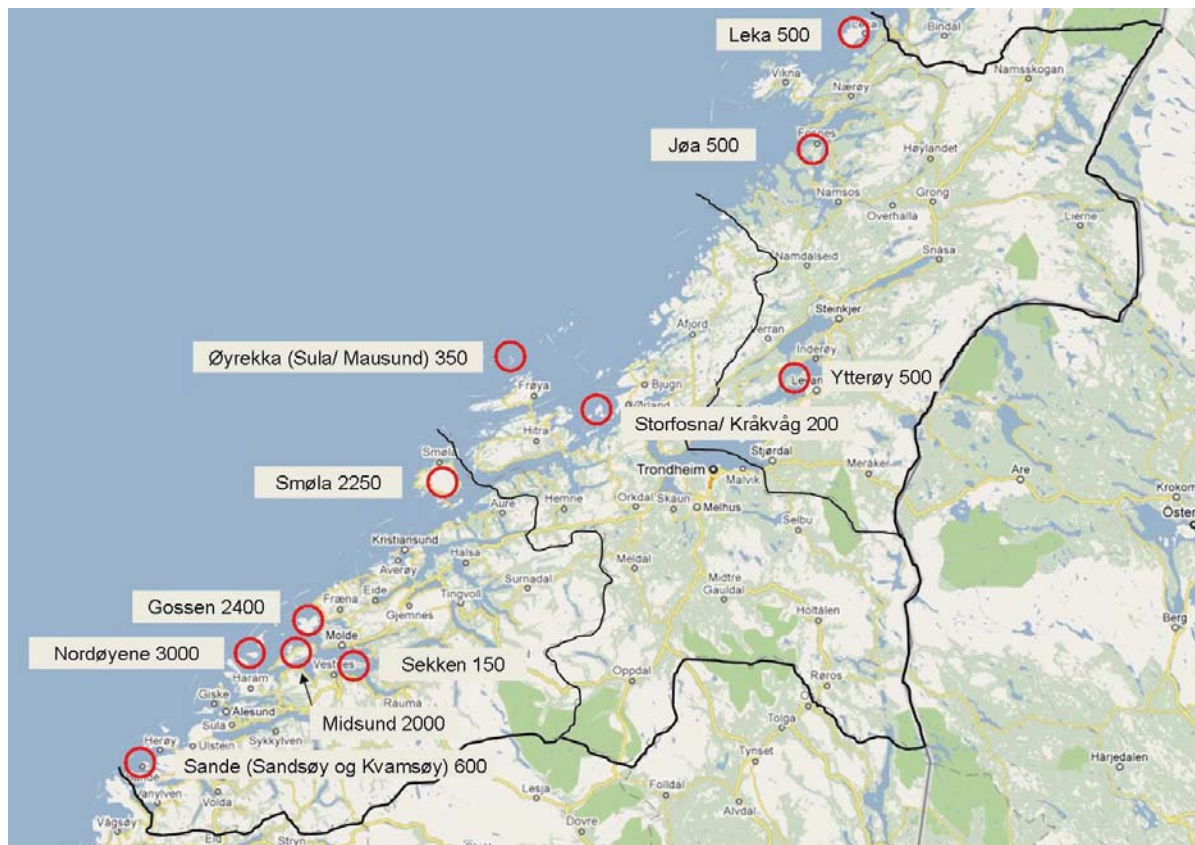 Leka 500
Leka
Bindal
Namsskogan
Vikna
Nærøy
Jøa 500
Fosnes
Høylandet
Namsos
Grong
Overhalla
Lierne
Namdalseid
Snåsa
Steinkjer
Afjord
Verran
Inderøy
Øyrekka (Sula/ Mausund) 350
Frøya
Bjugn
Ytterøy 500
Storfosna/ Kråkvåg 200
Hitra
Smøla
Stjørdal
Meråker
Trondheim
Malvik
Åre
Krokom
Smøla 2250
Aure
Hemne
Orkdal
Skaun
Melhus
Selbu
Kristiansund
Averøy
Halsa
Meldal
Surnadal
Midtre
Gauldal
Eide
Tingvoll
Gossen 2400
Fræna
Gjemnes
Holtålen
Berg
Molde
Nordøyene 3000
Sekken 150
Haram
Oppdal
Røros
Giske
Rauma
Ålesund
Midsund 2000
Sula
Tolga
Sykkylven
Herøy
Ulstein
Tynset
Härjedalen
Sande (Sandsøy og Kvamsøy) 600
Vanylven
Volda
Lesja
Folldal
Alvdal
Vågsøy
Dovre
Stryn